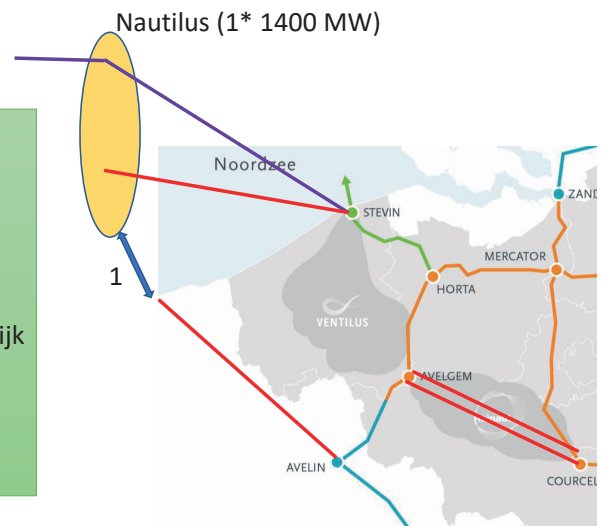 Nautilus (1* 1400 MW)
Noordzee
STEVIN
ZAND
MERCATOR
HORTA
1
VENTILUS
ijk
AVELGEM
AVELIN
COURCEL